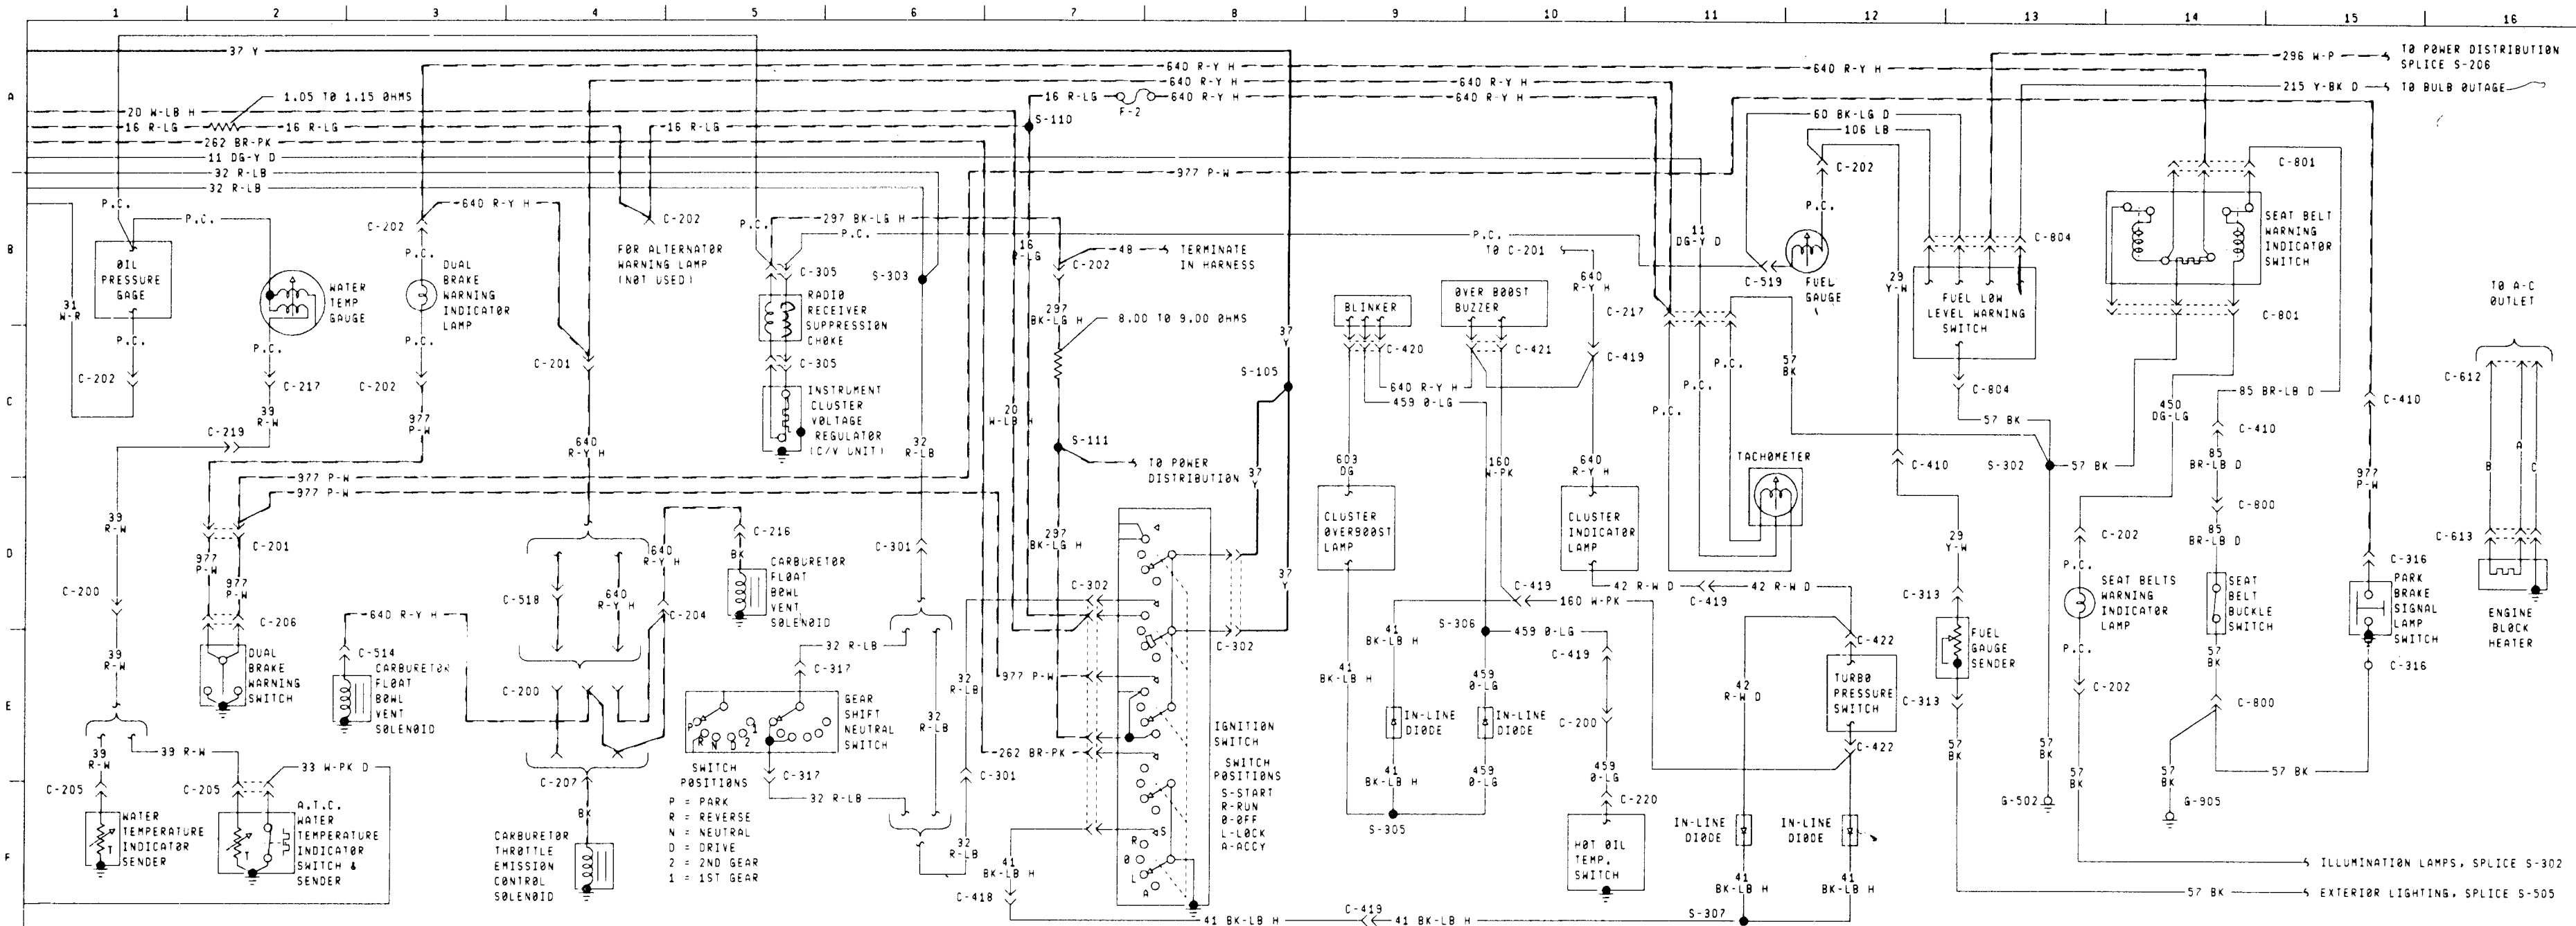 1 2 3 4 5 6 7 8 9 10 11 12 13 14 15 16
A
B
C
D
E
F
37 Y
640 R-Y H
640 R-Y H
640 R-Y H
640 R-Y H
296 W-P
TO POWER DISTRIBUTION
SPLICE S-206
215 Y-BK D
TO BULB OUTAGE
1.05 TO 1.15 OHMS
20 W-LB H
16 R-LG
16 R-LG
16 R-LG
16 R-LG
F-2
640 R-Y H
640 R-Y H
S-110
262 BR-PK
11 DG-Y D
32 R-LB
32 R-LB
977 P-W
60 BK-LG D
106 LB
C-202
C-801
P.C.
P.C.
640 R-Y H
C-202
C-202
FOR ALTERNATOR
WARNING LAMP
(NOT USED)
P.C.
297 BK-LG H
P.C.
P.C.
48
TERMINATE
IN HARNESS
C-202
16
R-LG
TO C-201
640
R-Y H
11
DG-Y D
P.C.
C-519
FUEL
GAUGE
29
Y-W
C-804
FUEL LOW
LEVEL WARNING
SWITCH
SEAT BELT
WARNING
INDICATOR
SWITCH
C-801
OIL
PRESSURE
GAGE
31
W-R
WATER
TEMP
GAUGE
P.C.
DUAL
BRAKE
WARNING
INDICATOR
LAMP
C-305
RADIO
RECEIVER
SUPPRESSION
CHOKE
C-305
S-303
297
BK-LG H
8.00 TO 9.00 OHMS
37
Y
BLINKER
OVER BOOST
BUZZER
C-217
TO A-C
OUTLET
P.C.
P.C.
P.C.
C-202
C-217
C-202
C-201
INSTRUMENT
CLUSTER
VOLTAGE
REGULATOR
(C/V UNIT)
S-105
C-420
C-421
C-419
640 R-Y H
459 O-LG
P.C.
P.C.
P.C.
57
BK
C-804
57 BK
C-612
39
R-W
C-219
977
P-W
640
R-Y H
32
R-LB
20
W-LB H
S-111
TO POWER
DISTRIBUTION
37
Y
603
DG
160
W-PK
640
R-Y H
TACHOMETER
C-410
S-302
57 BK
450
DG-LG
85 BR-LB D
C-410
85
BR-LB D
C-410
977
P-W
B
A
C
977 P-W
977 P-W
39
R-W
C-201
977
P-W
977
P-W
C-200
C-206
640 R-Y H
C-518
640
R-Y H
640
R-Y H
C-204
C-216
BK
CARBURETOR
FLOAT
BOWL
VENT
SOLENOID
C-301
297
BK-LG H
C-302
37
Y
C-302
CLUSTER
OVERBOOST
LAMP
CLUSTER
INDICATOR
LAMP
C-419
42 R-W D
C-419
42 R-W D
160 W-PK
29
Y-W
C-313
C-202
P.C.
SEAT BELTS
WARNING
INDICATOR
LAMP
P.C.
C-202
C-800
85
BR-LB D
SEAT
BELT
BUCKLE
SWITCH
57
BK
C-800
C-316
PARK
BRAKE
SIGNAL
LAMP
SWITCH
C-316
C-613
ENGINE
BLOCK
HEATER
39
R-W
DUAL
BRAKE
WARNING
SWITCH
C-514
CARBURETOR
FLOAT
BOWL
VENT
SOLENOID
C-200
32 R-LB
C-317
P R N D 2 1
GEAR
SHIFT
NEUTRAL
SWITCH
32
R-LB
32
R-LB
977 P-W
262 BR-PK
41
BK-LB H
41
BK-LB H
S-306
459 O-LG
C-419
459
O-LG
IN-LINE
DIODE
IN-LINE
DIODE
C-200
42
R-W D
C-422
TURBO
PRESSURE
SWITCH
C-422
FUEL
GAUGE
SENDER
C-313
57
BK
57
BK
57
BK
57
BK
57 BK
G-502
G-905
39
R-W
39 R-W
33 W-PK D
C-205
C-205
WATER
TEMPERATURE
INDICATOR
SENDER
T
T
A.T.C.
WATER
TEMPERATURE
INDICATOR
SWITCH &
SENDER
C-207
BK
CARBURETOR
THROTTLE
EMISSION
CONTROL
SOLENOID
SWITCH
POSITIONS
P = PARK
R = REVERSE
N = NEUTRAL
D = DRIVE
2 = 2ND GEAR
1 = 1ST GEAR
C-317
32 R-LB
C-301
32
R-LB
41
BK-LB H
C-418
S
R
O
L
A
IGNITION
SWITCH
SWITCH
POSITIONS
S-START
R-RUN
O-OFF
L-LOCK
A-ACCY
41
BK-LB H
459
O-LG
S-305
459
O-LG
C-220
HOT OIL
TEMP.
SWITCH
IN-LINE
DIODE
IN-LINE
DIODE
41
BK-LB H
41
BK-LB H
S-307
41 BK-LB H
C-419
41 BK-LB H
ILLUMINATION LAMPS, SPLICE S-302
57 BK
EXTERIOR LIGHTING, SPLICE S-505